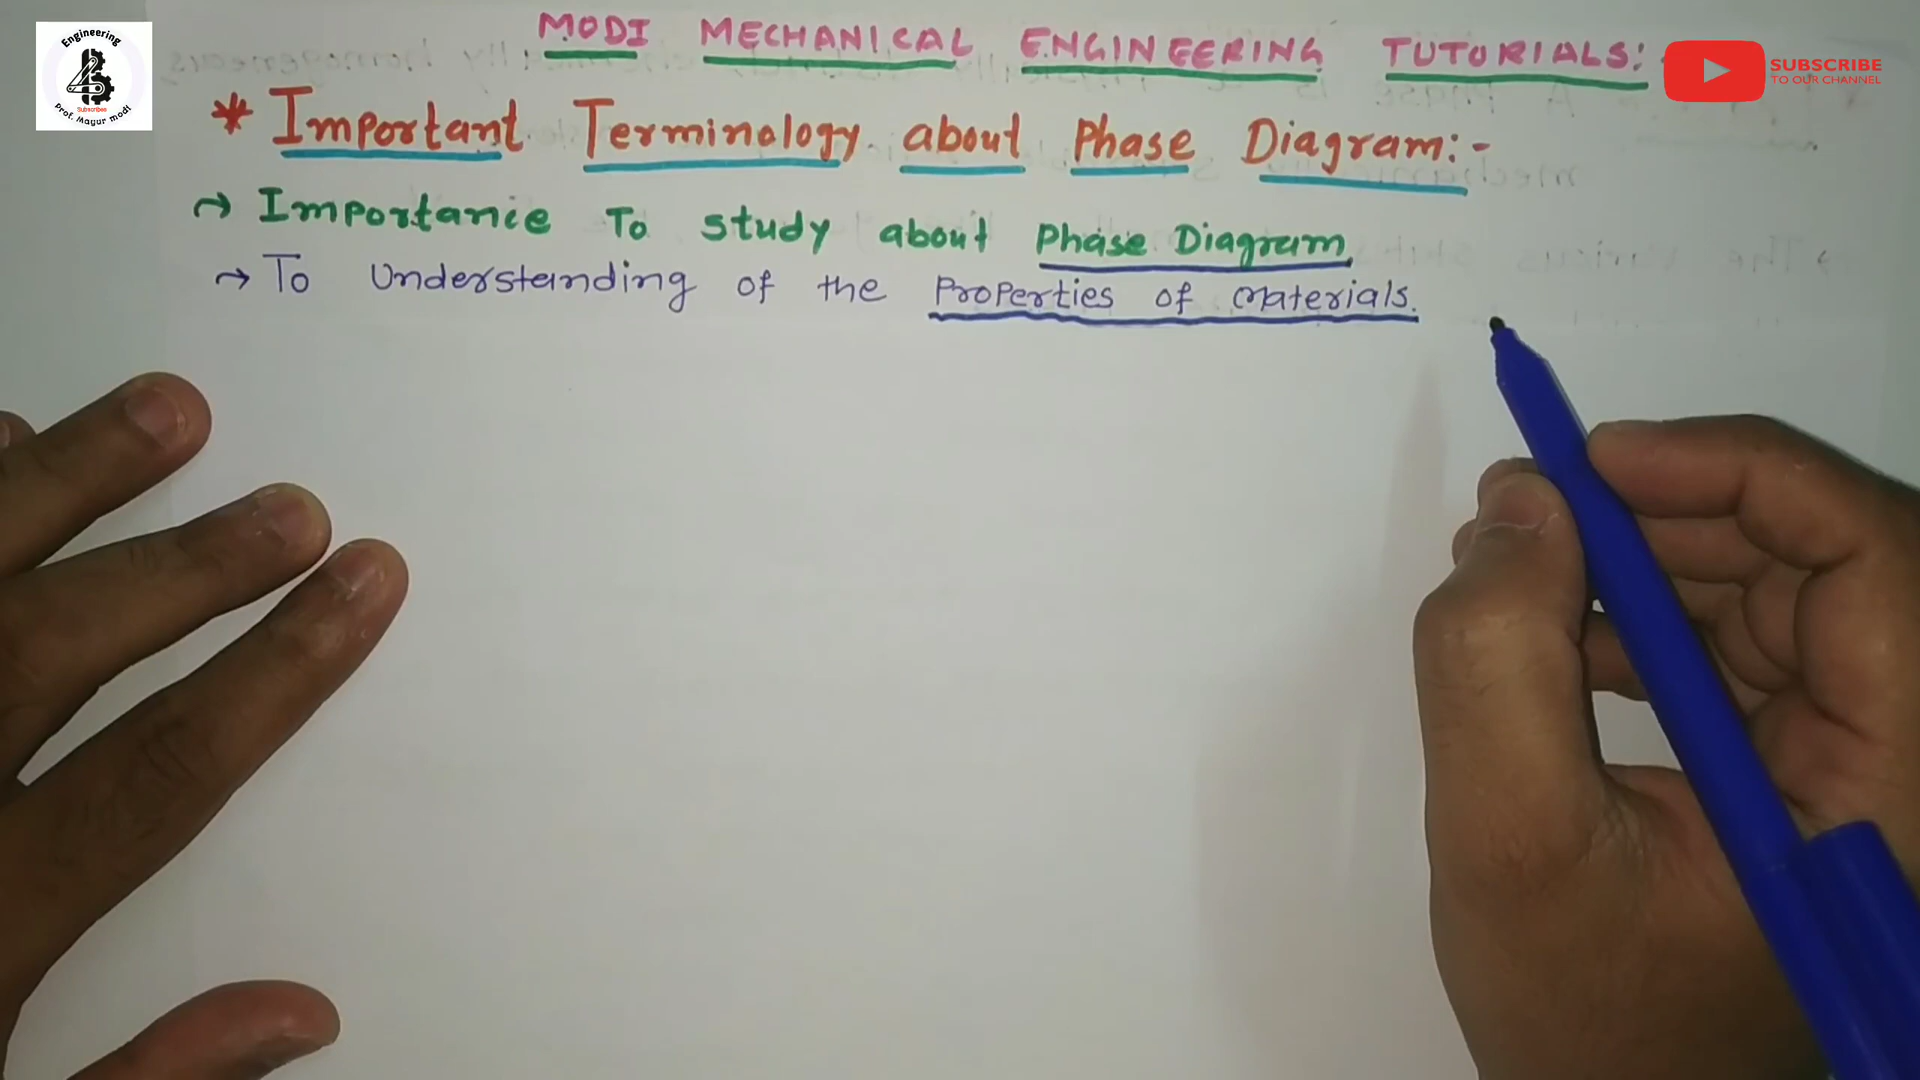 MODI MECHANICAL ENGINEERING TUTORIALS:
Engineering
Subscribes
Prof. Mayur modi
SUBSCRIBE
TO OUR CHANNEL
* Important Terminology about Phase Diagram:-
→ Importance To study about Phase Diagram
→ To Understanding of the Properties of materials.